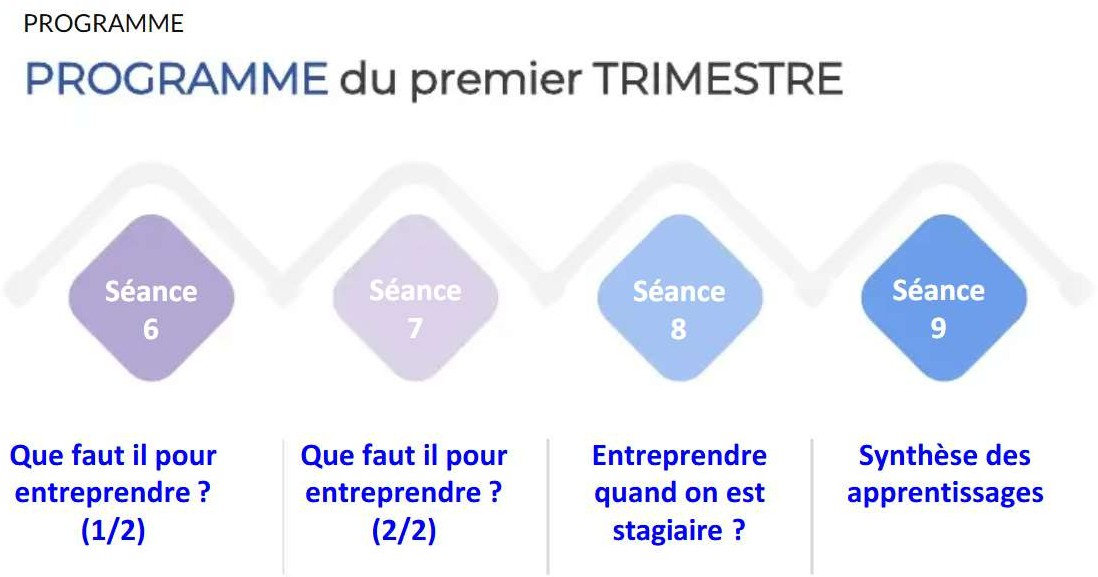 PROGRAMME
PROGRAMME du premier TRIMESTRE
Séance
6
Séance
7
Séance
8
Séance
9
Que faut il pour
entreprendre ?
(1/2)
Que faut il pour
entreprendre ?
(2/2)
Entreprendre
quand on est
stagiaire ?
Synthèse des
apprentissages